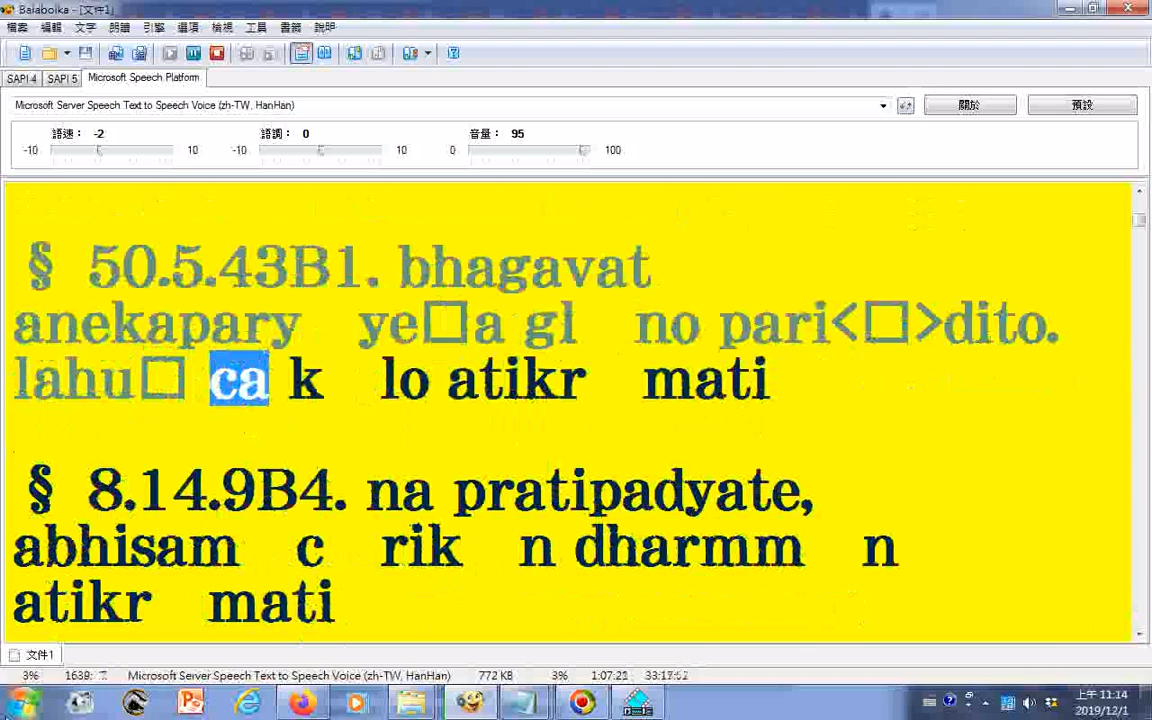 Balabolka - [文件1]
檔案 編輯 文字 朗讀 引擎 選項 檢視 工具 書籤 說明
SAPI 4 SAPI 5 Microsoft Speech Platform
Microsoft Server Speech Text to Speech Voice (zh-TW, HanHan) 關於 預設
語速： -2 語調： 0 音量： 95
-10 10 -10 10 0 100
§ 50.5.43B1. bhagavat
anekapary ye□a gl no pari<□>dito.
lahu□ ca k lo atikr mati
§ 8.14.9B4. na pratipadyate,
abhisam c rik n dharmm n
atikr mati
文件1
3% 1639: 7 Microsoft Server Speech Text to Speech Voice (zh-TW, HanHan) 772 KB 3% 1:07:21 33:17:52
上午 11:14
2019/12/1